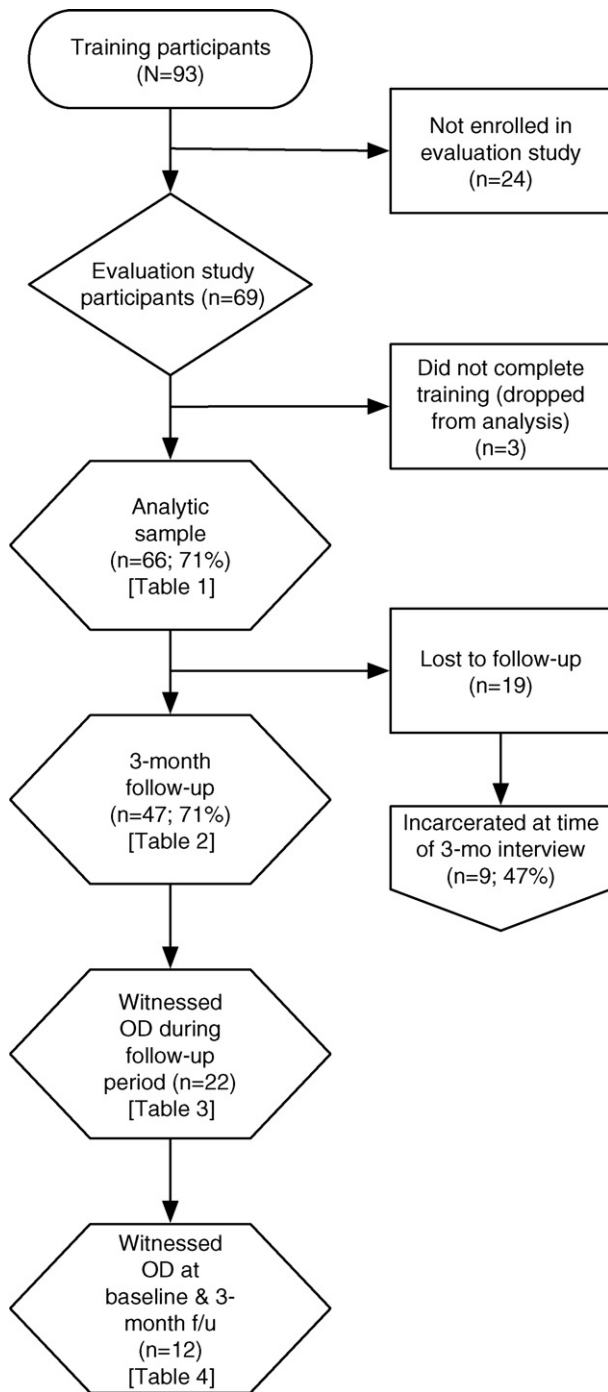 Training participants
(N=93)
Not enrolled in
evaluation study
(n=24)
Evaluation study
participants (n=69)
Did not complete
training (dropped
from analysis)
(n=3)
Analytic
sample
(n=66; 71%)
[Table 1]
Lost to follow-up
(n=19)
3-month
follow-up
(n=47; 71%)
[Table 2]
Incarcerated at time
of 3-mo interview
(n=9; 47%)
Witnessed
OD during
follow-up
period (n=22)
[Table 3]
Witnessed
OD at
baseline & 3-
month f/u
(n=12)
[Table 4]